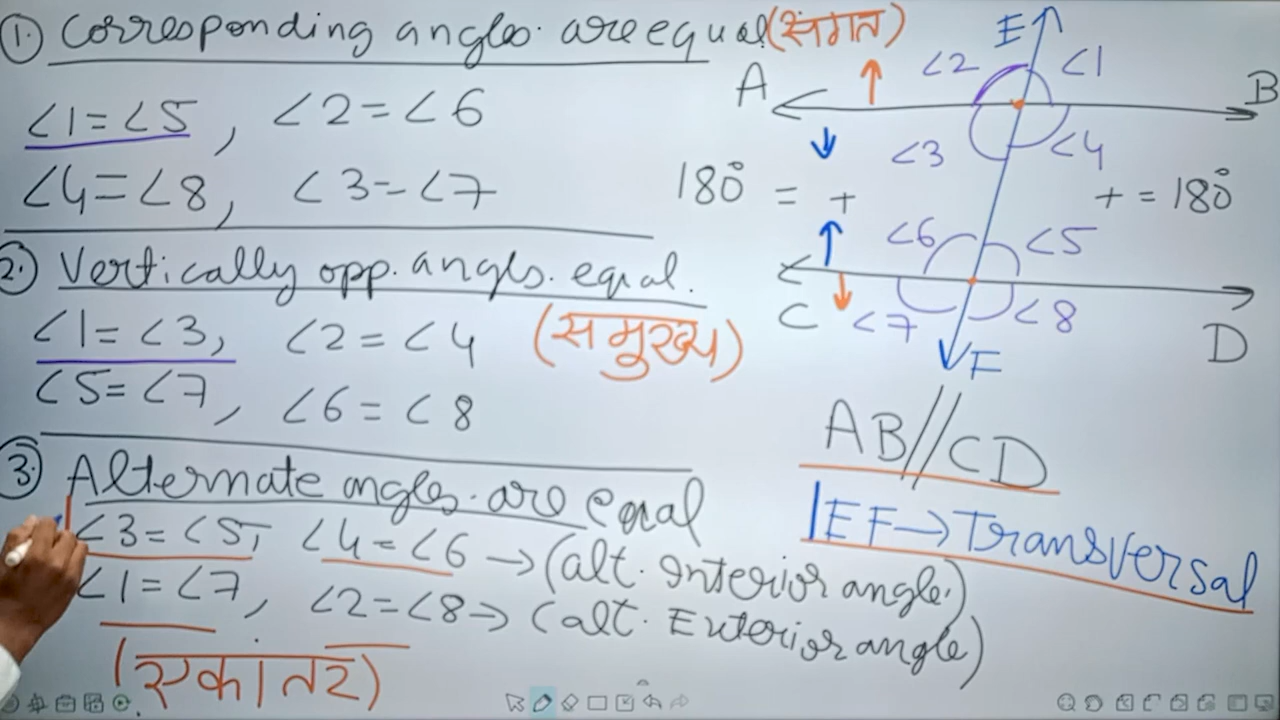 1. Corresponding angles are equal (संगत)
∠1=∠5, ∠2=∠6
∠4=∠8, ∠3=∠7
2. Vertically opp. angls. equal.
∠1=∠3, ∠2=∠4 (समुख्य)
∠5=∠7, ∠6=∠8
3. Alternate angles are equal
∠3=∠5, ∠4=∠6 → (alt. Interior angle)
∠1=∠7, ∠2=∠8 → (alt. Exterior angle)
(एकांतर)
E
∠2 ∠1
A B
∠3 ∠4
180° = + + = 180°
∠6 ∠5
C ∠7 ∠8 D
F
AB//CD
EF→Transversal